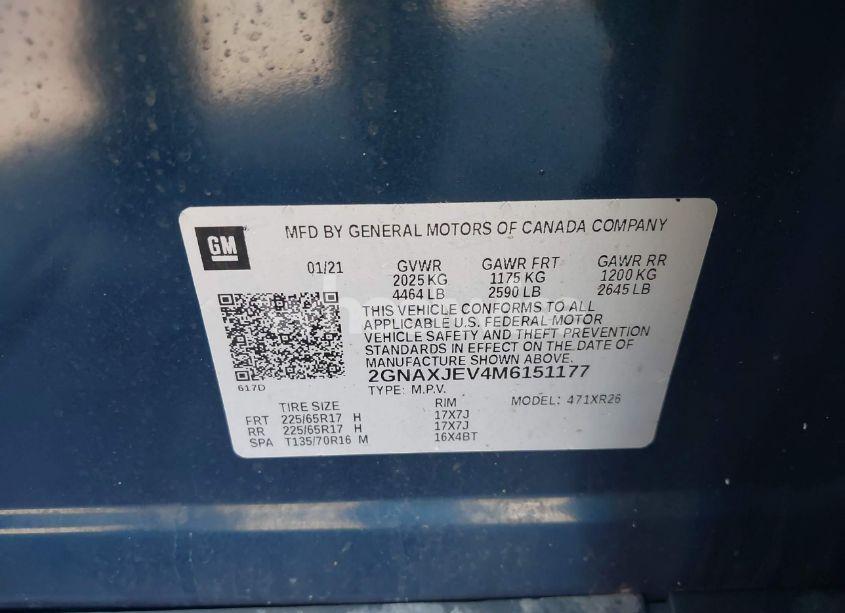 GM
MFD BY GENERAL MOTORS OF CANADA COMPANY
01/21 GVWR GAWR FRT GAWR RR
2025 KG 1175 KG 1200 KG
4464 LB 2590 LB 2645 LB
THIS VEHICLE CONFORMS TO ALL
APPLICABLE U.S. FEDERAL MOTOR
VEHICLE SAFETY AND THEFT PREVENTION
STANDARDS IN EFFECT ON THE DATE OF
MANUFACTURE SHOWN ABOVE.
617D
2GNAXJEV4M6151177
TYPE: M.P.V. MODEL: 471XR26
TIRE SIZE RIM
FRT 225/65R17 H 17X7J
RR 225/65R17 H 17X7J
SPA T135/70R16 M 16X4BT